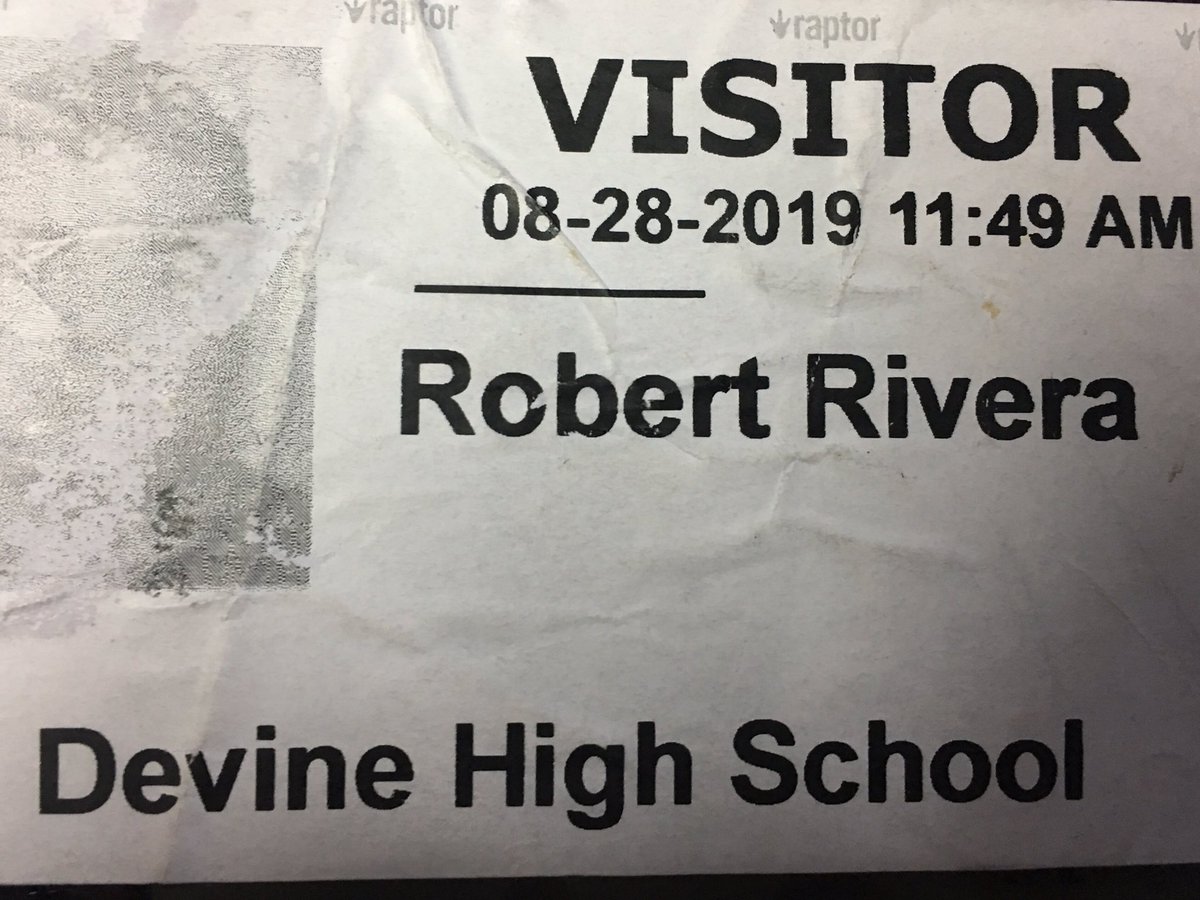 raptor raptor
VISITOR
08-28-2019 11:49 AM
Robert Rivera
Devine High School